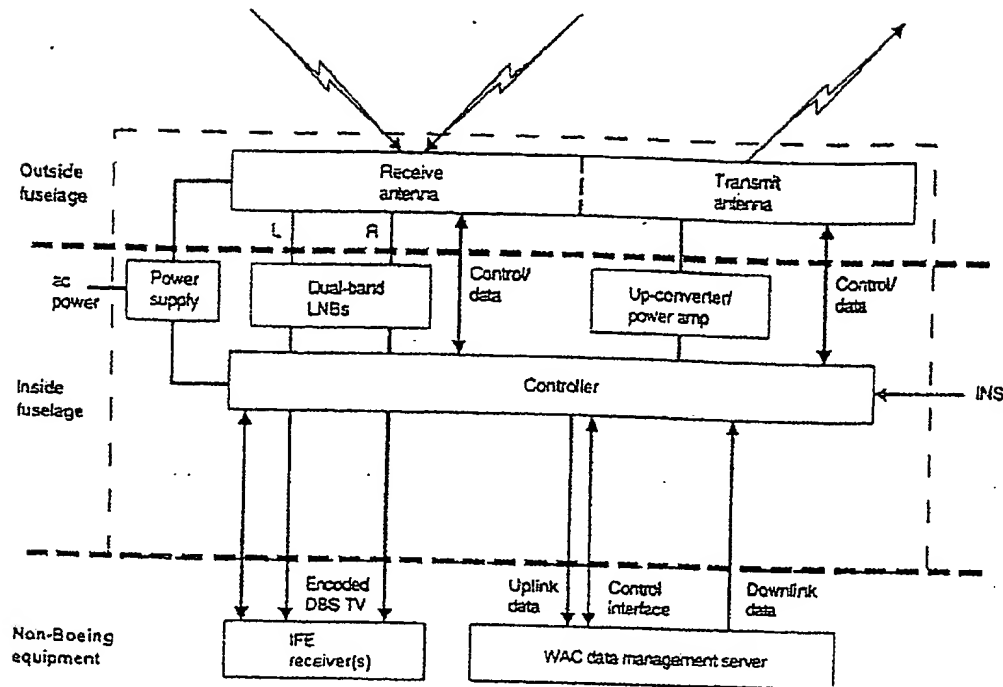 Outside
fuselage
Receive
antenna
Transmit
antenna
L
R
ac
power
Power
supply
Dual-band
LNBs
Control/
data
Up-converter/
power amp
Control/
data
Inside
fuselage
Controller
INS
Encoded
DBS TV
Uplink
data
Control
interface
Downlink
data
Non-Boeing
equipment
IFE
receiver(s)
WAC data management server